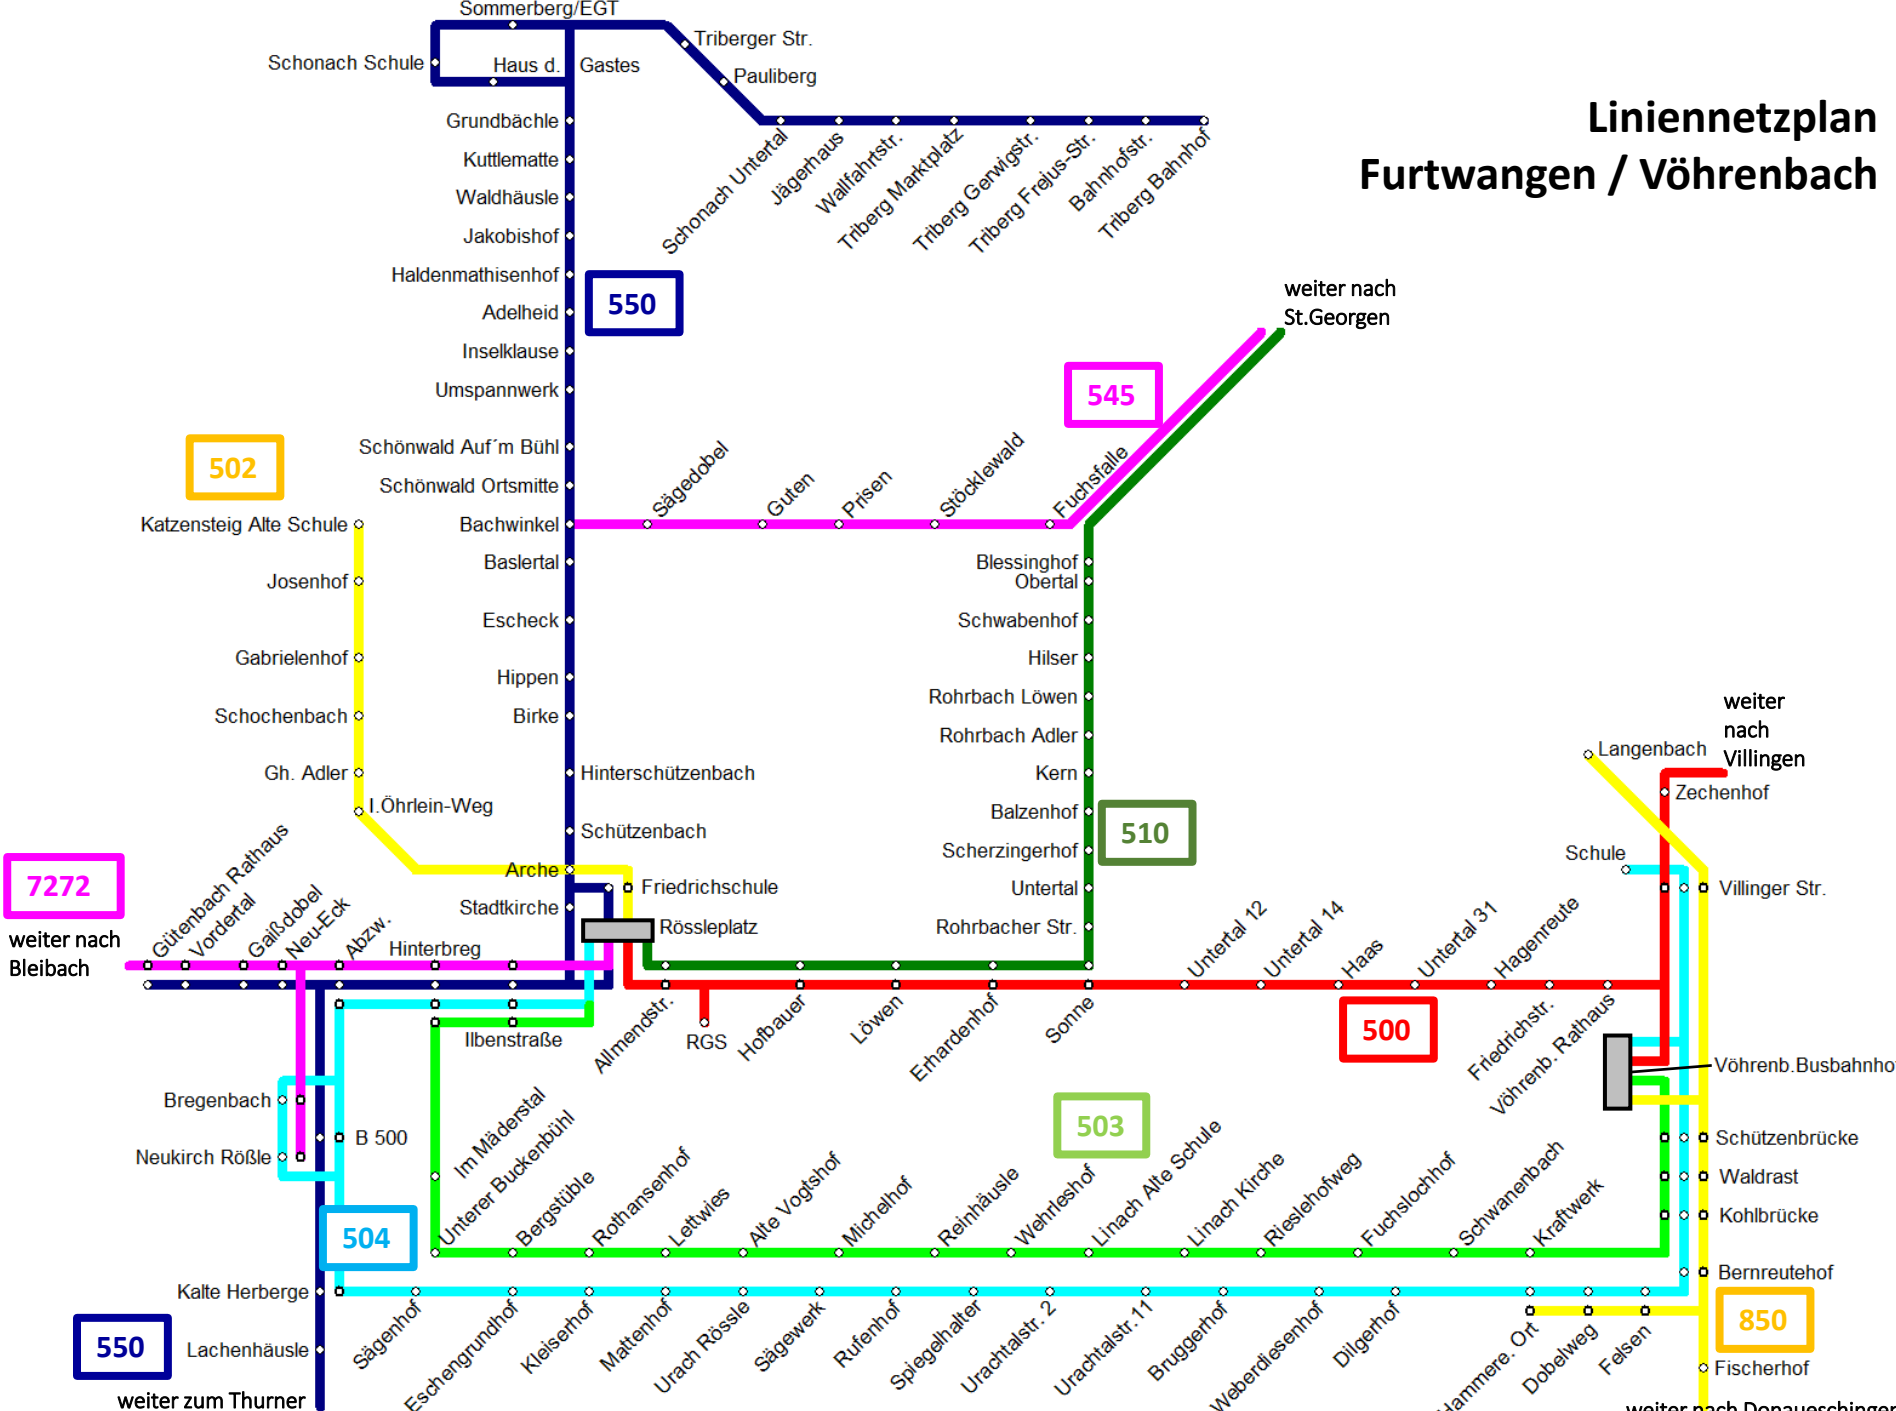 Liniennetzplan
Furtwangen / Vöhrenbach
Sommerberg/EGT
Schonach Schule
Haus d. Gastes
Triberger Str.
Pauliberg
Schonach Untertal
Jägerhaus
Wallfahrtstr.
Triberg Marktplatz
Triberg Gerwigstr.
Triberg Frejus-Str.
Bahnhofstr.
Triberg Bahnhof
Grundbächle
Kuttlematte
Waldhäusle
Jakobishof
Haldenmathisenhof
Adelheid
Inselklause
Umspannwerk
Schönwald Auf´m Bühl
Schönwald Ortsmitte
Bachwinkel
Baslertal
Escheck
Hippen
Birke
Hinterschützenbach
Schützenbach
Arche
Stadtkirche
550
weiter nach
St.Georgen
545
Sägedobel
Guten
Prisen
Stöcklewald
Fuchsfalle
502
Katzensteig Alte Schule
Josenhof
Gabrielenhof
Schochenbach
Gh. Adler
I.Öhrlein-Weg
Friedrichschule
Rössleplatz
Blessinghof
Obertal
Schwabenhof
Hilser
Rohrbach Löwen
Rohrbach Adler
Kern
Balzenhof
Scherzingerhof
Untertal
Rohrbacher Str.
510
7272
weiter nach
Bleibach
Gütenbach Rathaus
Vordertal
Gaißdobel
Neu-Eck
Abzw.
Hinterbreg
Ilbenstraße
Allmendstr.
RGS
Hofbauer
Löwen
Erhardenhof
Sonne
Untertal 12
Untertal 14
Haas
Untertal 31
Hagenreute
Friedrichstr.
Vöhrenb. Rathaus
500
weiter
nach
Villingen
Langenbach
Zechenhof
Schule
Villinger Str.
Vöhrenb.Busbahnho
Schützenbrücke
Waldrast
Kohlbrücke
Bernreutehof
850
Fischerhof
weiter nach Donaueschingen
Bregenbach
Neukirch Rößle
B 500
504
Kalte Herberge
Lachenhäusle
550
weiter zum Thurner
503
Im Mäderstal
Unterer Buckenbühl
Bergstüble
Rothansenhof
Lettwies
Alte Vogtshof
Michelhof
Reinhäusle
Wehrleshof
Linach Alte Schule
Linach Kirche
Rieslehofweg
Fuchslochhof
Schwanenbach
Kraftwerk
Sägenhof
Eschengrundhof
Kleiserhof
Mattenhof
Urach Rössle
Sägewerk
Rufenhof
Spiegelhalter
Urachtalstr. 2
Urachtalstr. 11
Bruggerhof
Weberdiesenhof
Dilgerhof
Hammere. Ort
Dobelweg
Felsen